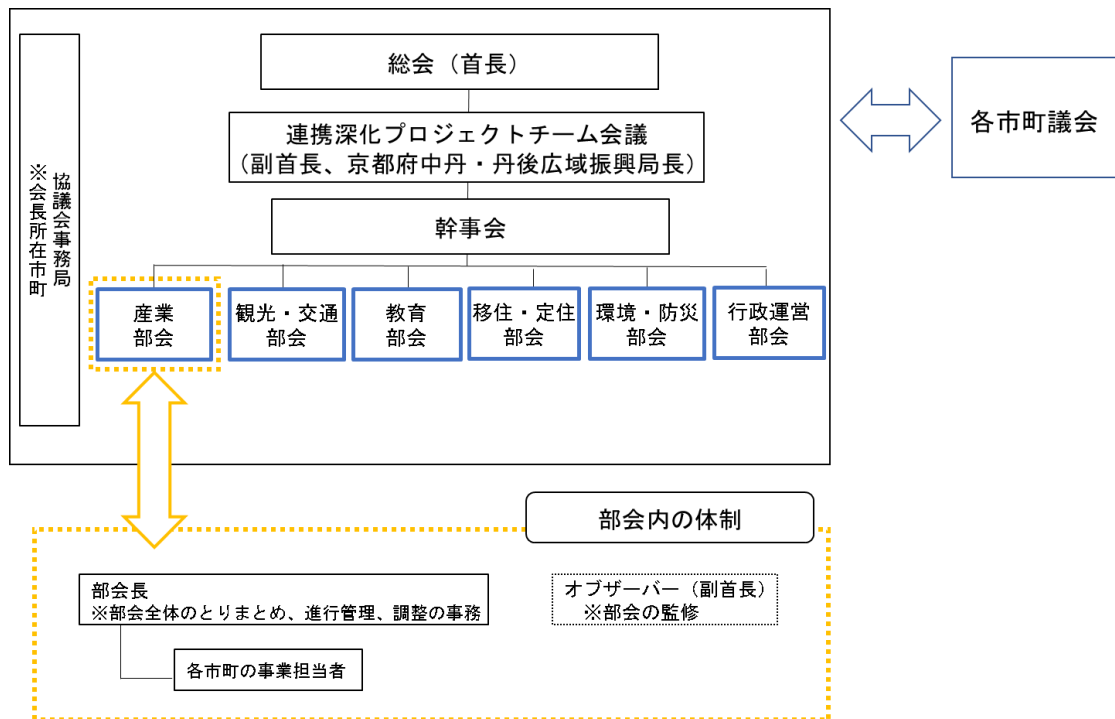 総会（首長）
連携深化プロジェクトチーム会議
（副首長、京都府中丹・丹後広域振興局長）
幹事会
協議会事務局
※会長所在市町
各市町議会
産業
部会
観光・交通
部会
教育
部会
移住・定住
部会
環境・防災
部会
行政運営
部会
部会内の体制
部会長
※部会全体のとりまとめ、進行管理、調整の事務
各市町の事業担当者
オブザーバー（副首長）
※部会の監修